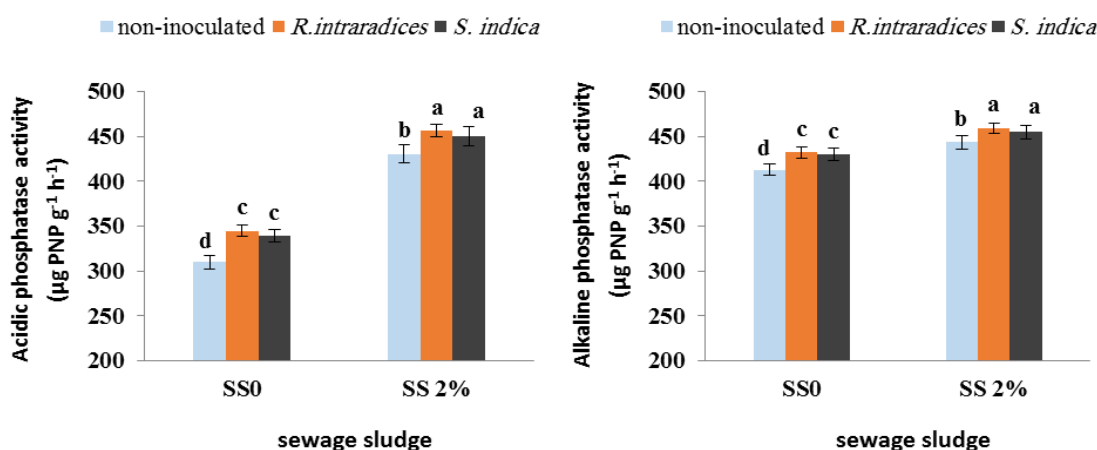 non-inoculated R.intraradices S. indica
Acidic phosphatase activity
(µg PNP g-1 h-1)
500
450
400
350
300
250
200
d c c b a a
SS0 SS 2%
sewage sludge
non-inoculated R.intraradices S. indica
Alkaline phosphatase activity
(µg PNP g-1 h-1)
500
450
400
350
300
250
200
d c c b a a
SS0 SS 2%
sewage sludge